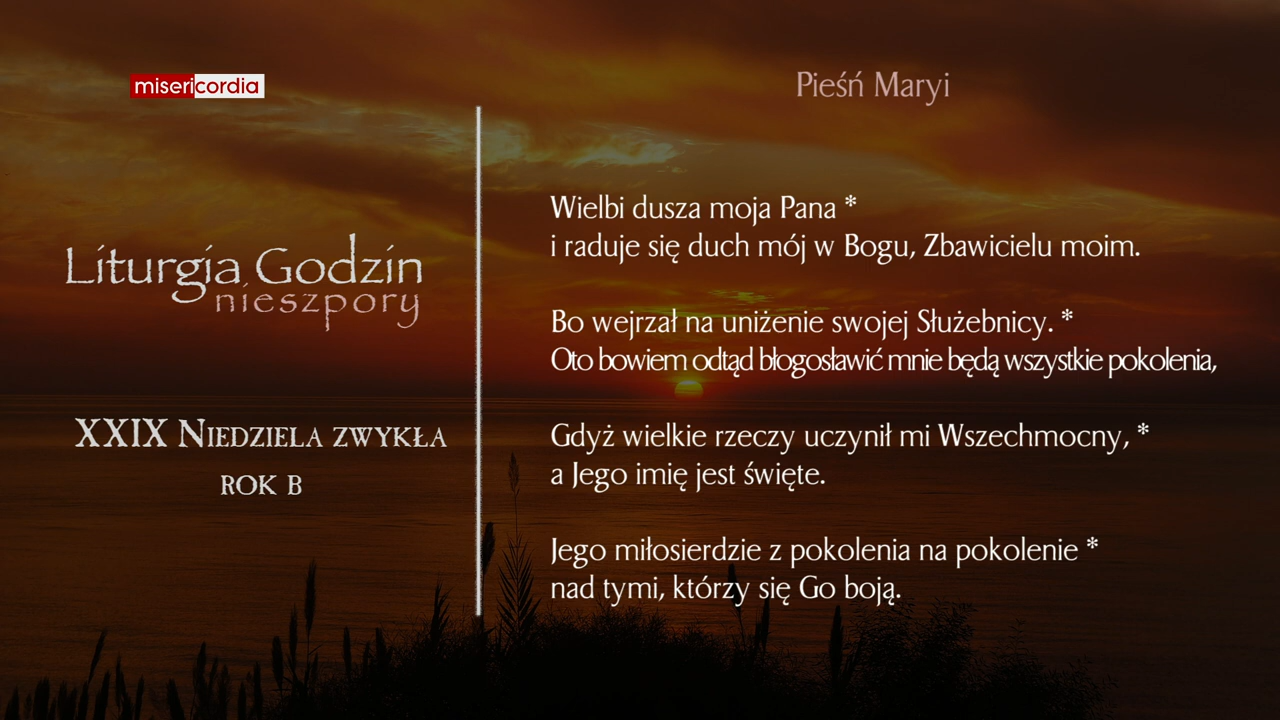 misericordia
Liturgia Godzin
nieszpory
XXIX Niedziela zwykła
rok B
Pieśń Maryi
Wielbi dusza moja Pana *
i raduje się duch mój w Bogu, Zbawicielu moim.
Bo wejrzał na uniżenie swojej Służebnicy. *
Oto bowiem odtąd błogosławić mnie będą wszystkie pokolenia,
Gdyż wielkie rzeczy uczynił mi Wszechmocny, *
a Jego imię jest święte.
Jego miłosierdzie z pokolenia na pokolenie *
nad tymi, którzy się Go boją.